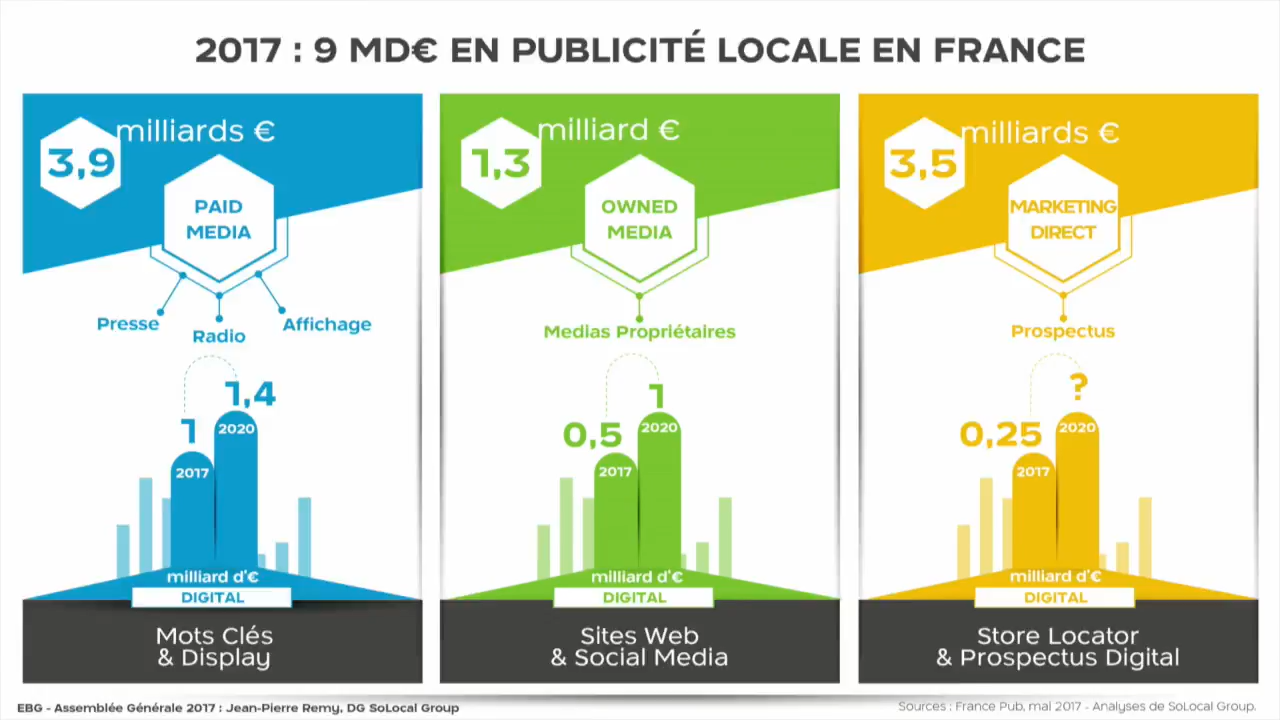 2017 : 9 MD€ EN PUBLICITÉ LOCALE EN FRANCE
3,9
milliards €
PAID
MEDIA
Presse
Radio
Affichage
1
1,4
2017
2020
milliard d'€
DIGITAL
Mots Clés
& Display
1,3
milliard €
OWNED
MEDIA
Medias Propriétaires
0,5
1
2017
2020
milliard d'€
DIGITAL
Sites Web
& Social Media
3,5
milliards €
MARKETING
DIRECT
Prospectus
0,25
?
2017
2020
milliard d'€
DIGITAL
Store Locator
& Prospectus Digital
EBG - Assemblée Générale 2017 : Jean-Pierre Remy, DG SoLocal Group
Sources : France Pub, mai 2017 - Analyses de SoLocal Group.